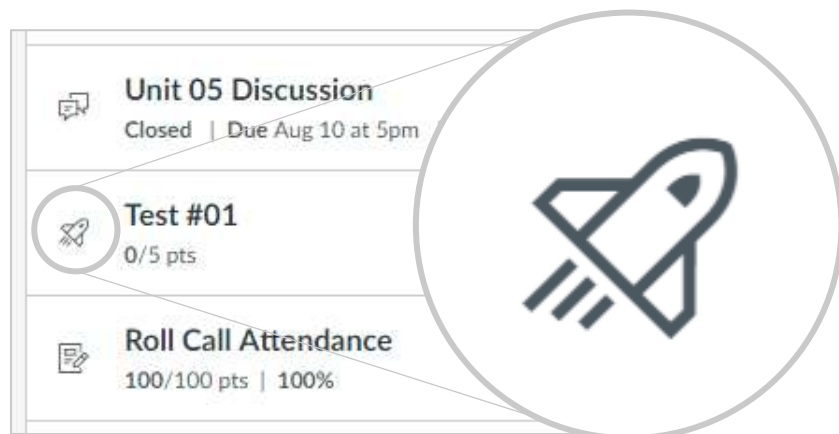 Unit 05 Discussion
Closed | Due Aug 10 at 5pm
Test #01
0/5 pts
Roll Call Attendance
100/100 pts | 100%